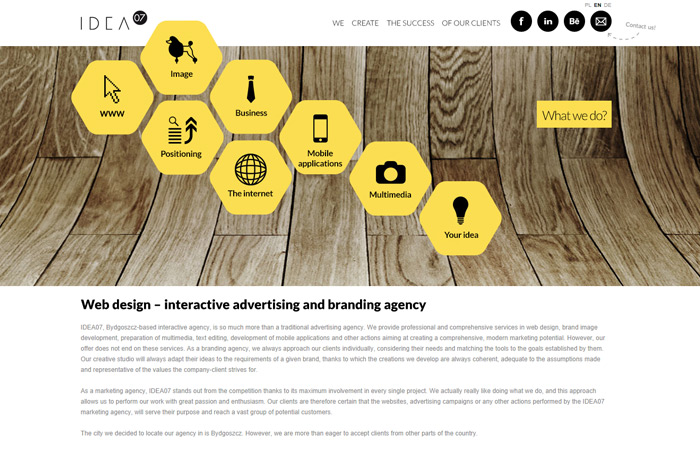 PL EN DE
IDEA 07
WE CREATE THE SUCCESS OF OUR CLIENTS
f in Bē
Contact us!
Image
www
Business
What we do?
Positioning
Mobile
applications
The internet
Multimedia
Your idea
Web design – interactive advertising and branding agency
IDEA07, Bydgoszcz-based interactive agency, is so much more than a traditional advertising agency. We provide professional and comprehensive services in web design, brand image
development, preparation of multimedia, text editing, development of mobile applications and other actions aiming at creating a comprehensive, modern marketing potential. However, our
offer does not end on these services. As a branding agency, we always approach our clients individually, considering their needs and matching the tools to the goals established by them.
Our creative studio will always adapt their ideas to the requirements of a given brand, thanks to which the creations we develop are always coherent, adequate to the assumptions made
and representative of the values the company-client strives for.
As a marketing agency, IDEA07 stands out from the competition thanks to its maximum involvement in every single project. We actually really like doing what we do, and this approach
allows us to perform our work with great passion and enthusiasm. Our clients are therefore certain that the websites, advertising campaigns or any other actions performed by the IDEA07
marketing agency, will serve their purpose and reach a vast group of potential customers.
The city we decided to locate our agency in is Bydgoszcz. However, we are more than eager to accept clients from other parts of the country.